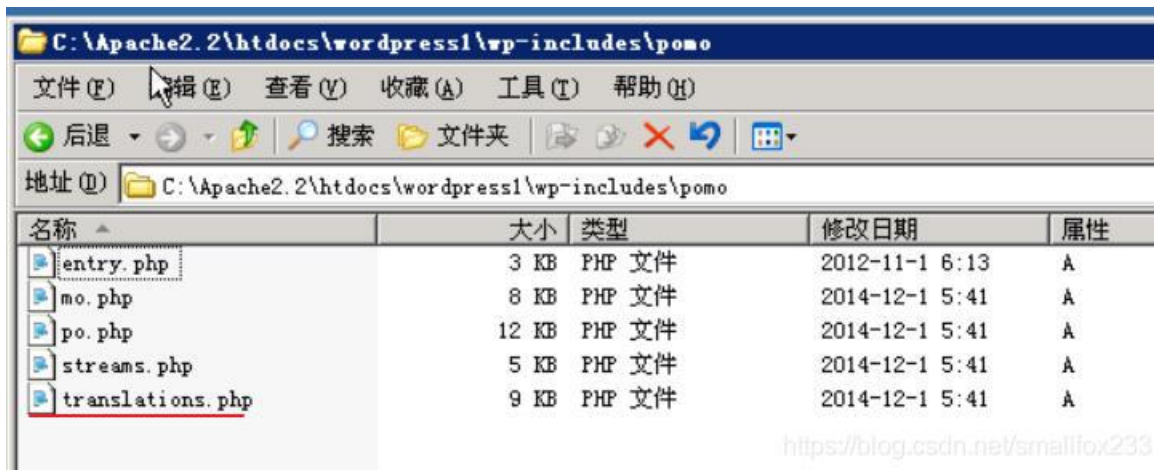 C:\Apache2.2\htdocs\wordpress1\wp-includes\pomo
文件(F) 编辑(E) 查看(V) 收藏(A) 工具(T) 帮助(H)
后退 搜索 文件夹
地址(D) C:\Apache2.2\htdocs\wordpress1\wp-includes\pomo
名称 大小 类型 修改日期 属性
entry.php 3 KB PHP 文件 2012-11-1 6:13 A
mo.php 8 KB PHP 文件 2014-12-1 5:41 A
po.php 12 KB PHP 文件 2014-12-1 5:41 A
streams.php 5 KB PHP 文件 2014-12-1 5:41 A
translations.php 9 KB PHP 文件 2014-12-1 5:41 A
https://blog.csdn.net/smallfox233